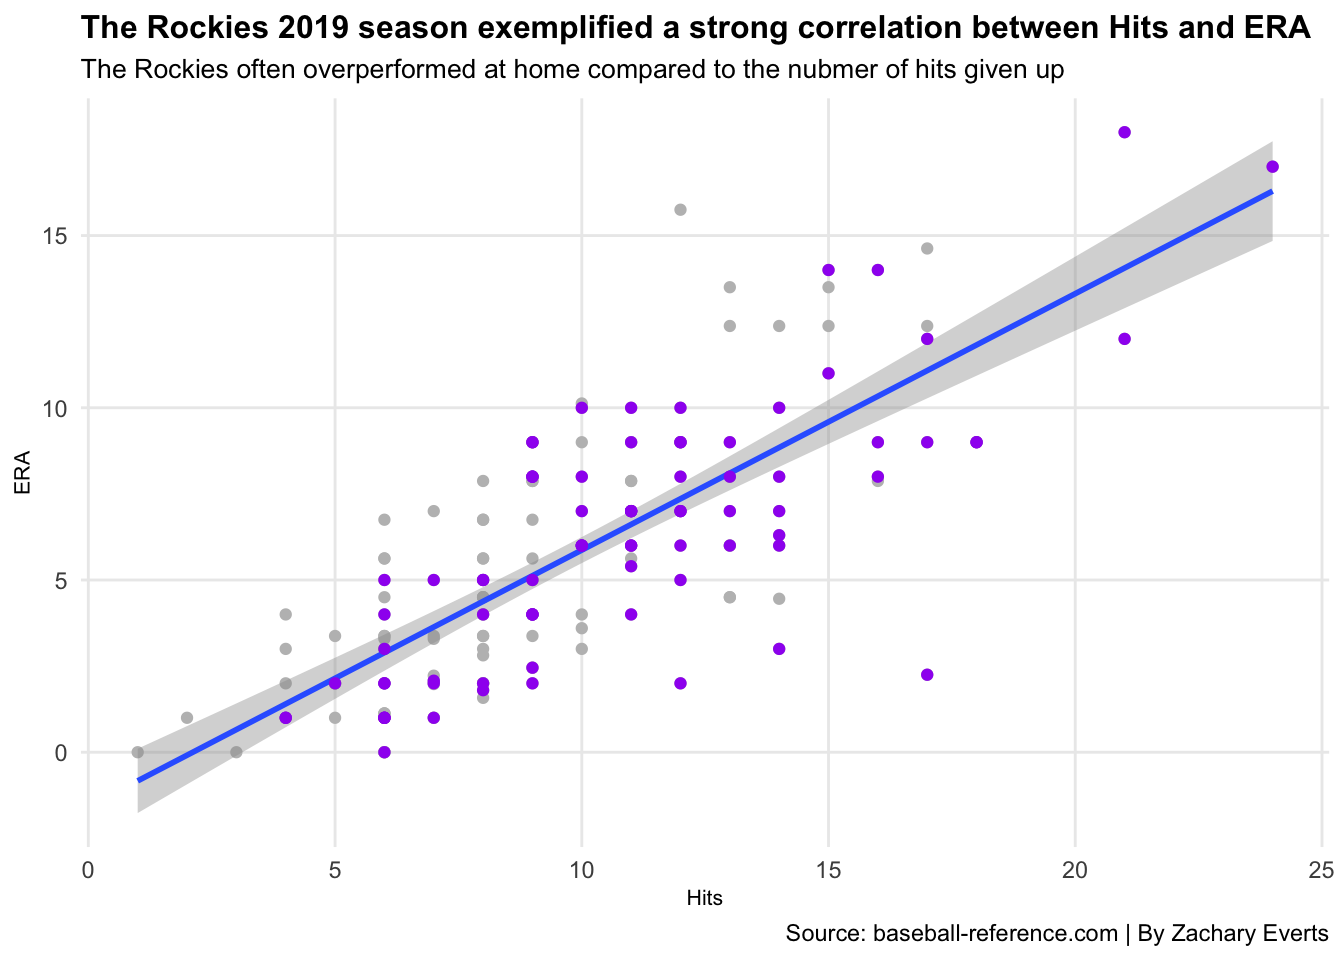 The Rockies 2019 season exemplified a strong correlation between Hits and ERA
The Rockies often overperformed at home compared to the nubmer of hits given up
15
10
5
0
ERA
0 5 10 15 20 25
Hits
Source: baseball-reference.com | By Zachary Everts